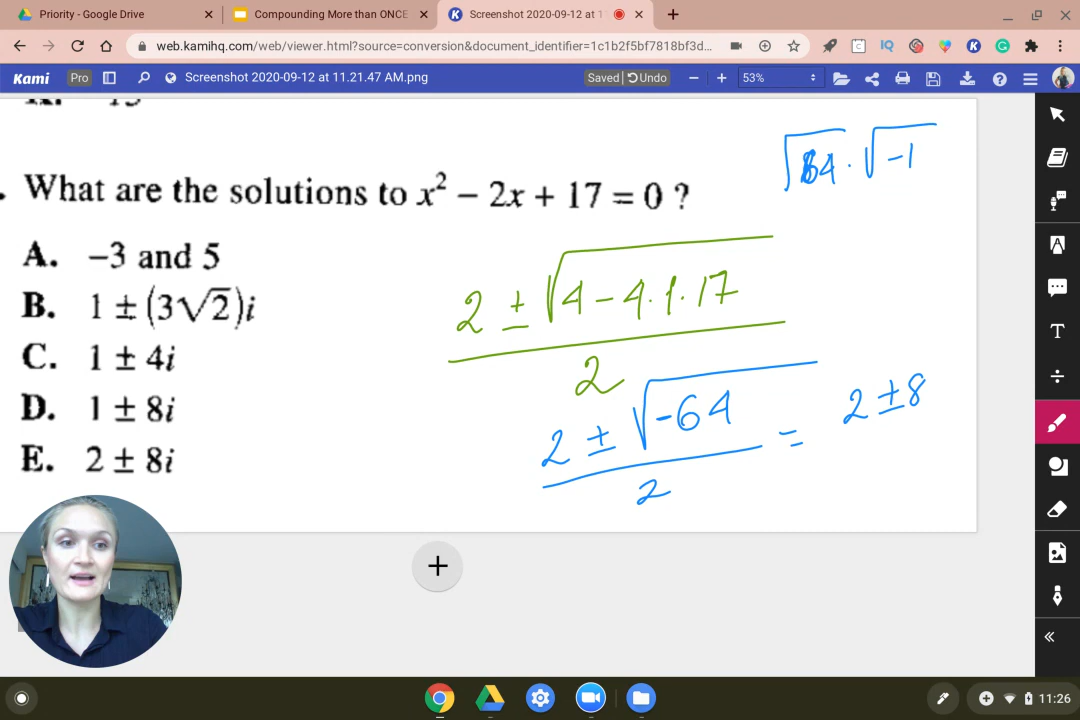 Priority - Google Drive
Compounding More than ONCE
Screenshot 2020-09-12 at 1
web.kamihq.com/web/viewer.html?source=conversion&document_identifier=1c1b2f5bf7818bf3d...
Kami Pro Screenshot 2020-09-12 at 11.21.47 AM.png Saved Undo 53%
√64 · √-1
What are the solutions to x² − 2x + 17 = 0 ?
A. −3 and 5
B. 1 ± (3√2)i
C. 1 ± 4i
D. 1 ± 8i
E. 2 ± 8i
2 ± √4 − 4.1.17
2
2 ± √-64 = 2 ± 8
2
11:26